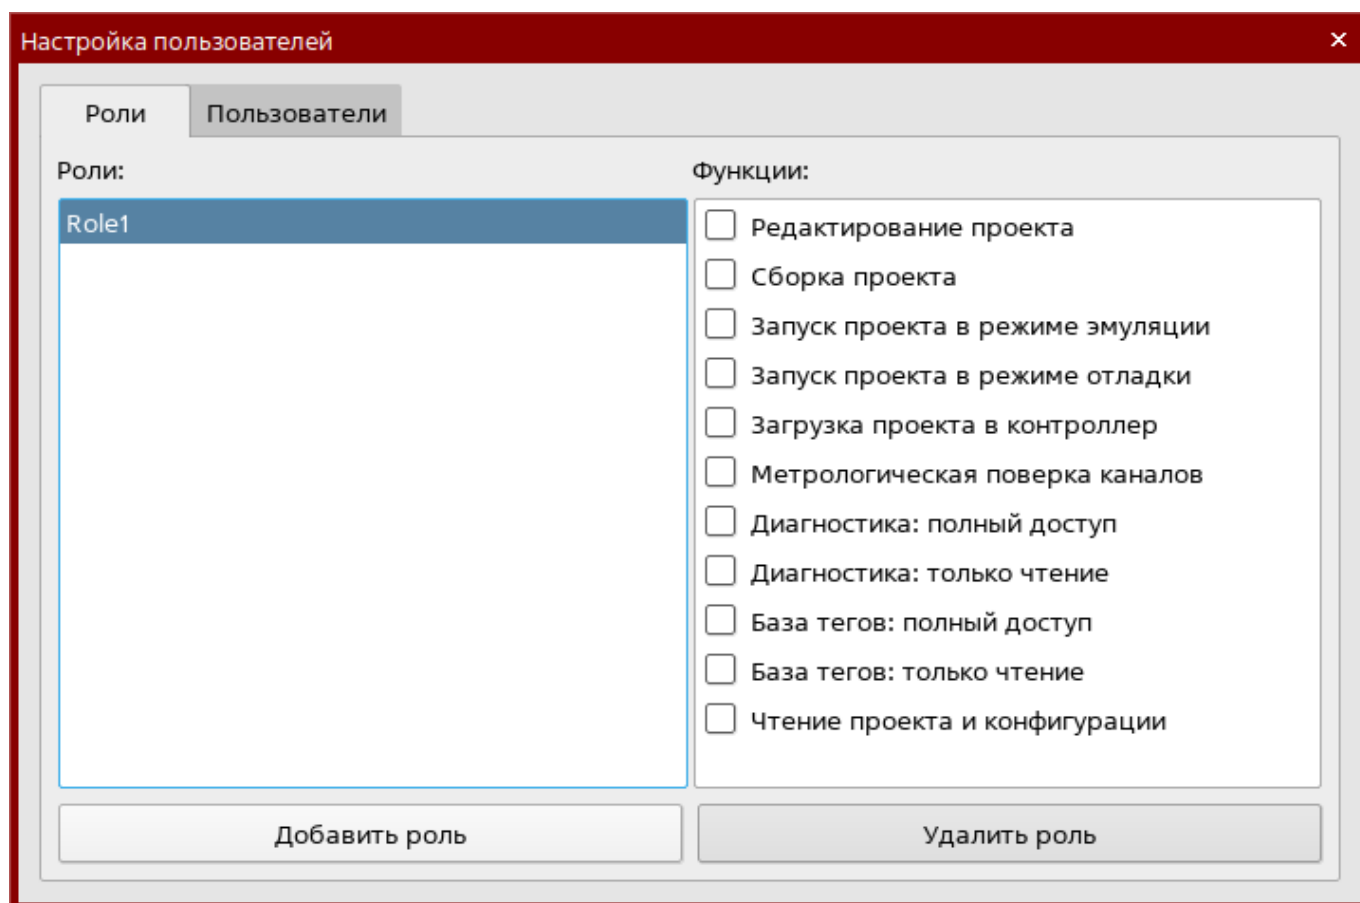 Настройка пользователей
Роли
Пользователи
Роли:
Функции:
Role1
Редактирование проекта
Сборка проекта
Запуск проекта в режиме эмуляции
Запуск проекта в режиме отладки
Загрузка проекта в контроллер
Метрологическая поверка каналов
Диагностика: полный доступ
Диагностика: только чтение
База тегов: полный доступ
База тегов: только чтение
Чтение проекта и конфигурации
Добавить роль
Удалить роль